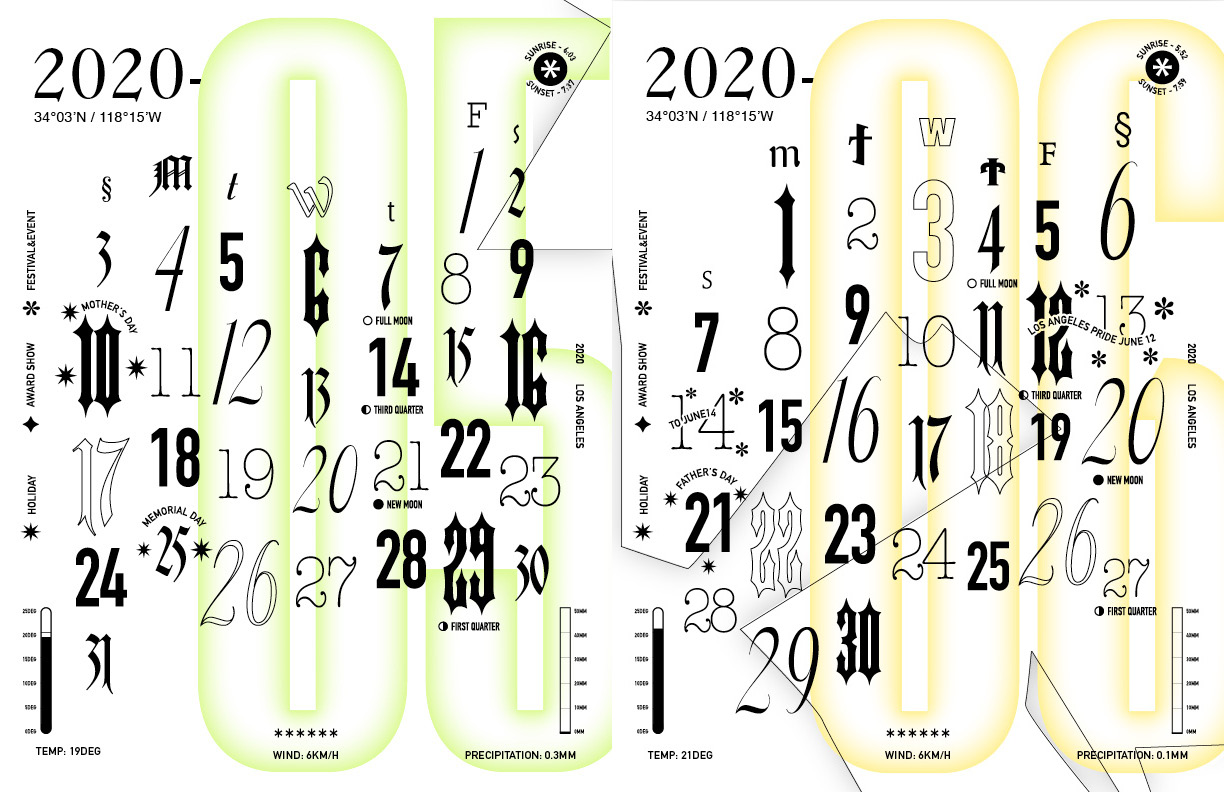 2020-05
34°03'N / 118°15'W
SUNRISE - 6:03
SUNSET - 7:37
§ M t W t F s
1 2
3 4 5 6 7 8 9
FULL MOON
MOTHER'S DAY
10 11 12 13 14 15 16
THIRD QUARTER
17 18 19 20 21 22 23
NEW MOON
MEMORIAL DAY
24 25 26 27 28 29 30
FIRST QUARTER
31
FESTIVAL&EVENT
AWARD SHOW
HOLIDAY
2020 LOS ANGELES
25DEG
20DEG
15DEG
10DEG
5DEG
0DEG
TEMP: 19DEG
******
WIND: 6KM/H
50MM
40MM
30MM
20MM
10MM
0MM
PRECIPITATION: 0.3MM
2020-06
34°03'N / 118°15'W
SUNRISE - 5:52
SUNSET - 7:59
S m t W T F §
1 2 3 4 5 6
FULL MOON
7 8 9 10 11 12 13
LOS ANGELES PRIDE JUNE 12
TO JUNE14
THIRD QUARTER
14 15 16 17 18 19 20
NEW MOON
FATHER'S DAY
21 22 23 24 25 26 27
FIRST QUARTER
28 29 30
FESTIVAL&EVENT
AWARD SHOW
HOLIDAY
2020 LOS ANGELES
25DEG
20DEG
15DEG
10DEG
5DEG
0DEG
TEMP: 21DEG
******
WIND: 6KM/H
50MM
40MM
30MM
20MM
10MM
0MM
PRECIPITATION: 0.1MM